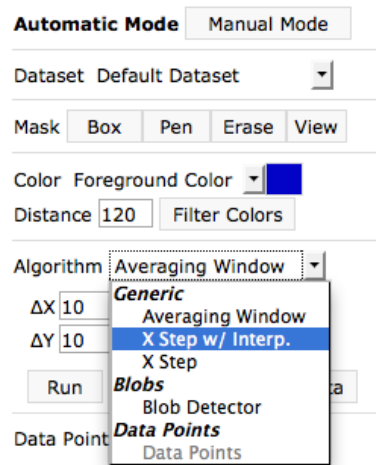 Automatic Mode Manual Mode
Dataset Default Dataset
Mask Box Pen Erase View
Color Foreground Color
Distance 120 Filter Colors
Algorithm Averaging Window
Generic
ΔX 10
Averaging Window
ΔY 10
X Step w/ Interp.
X Step
Run
Blobs
Blob Detector
Data Points
Data Point
Data Points